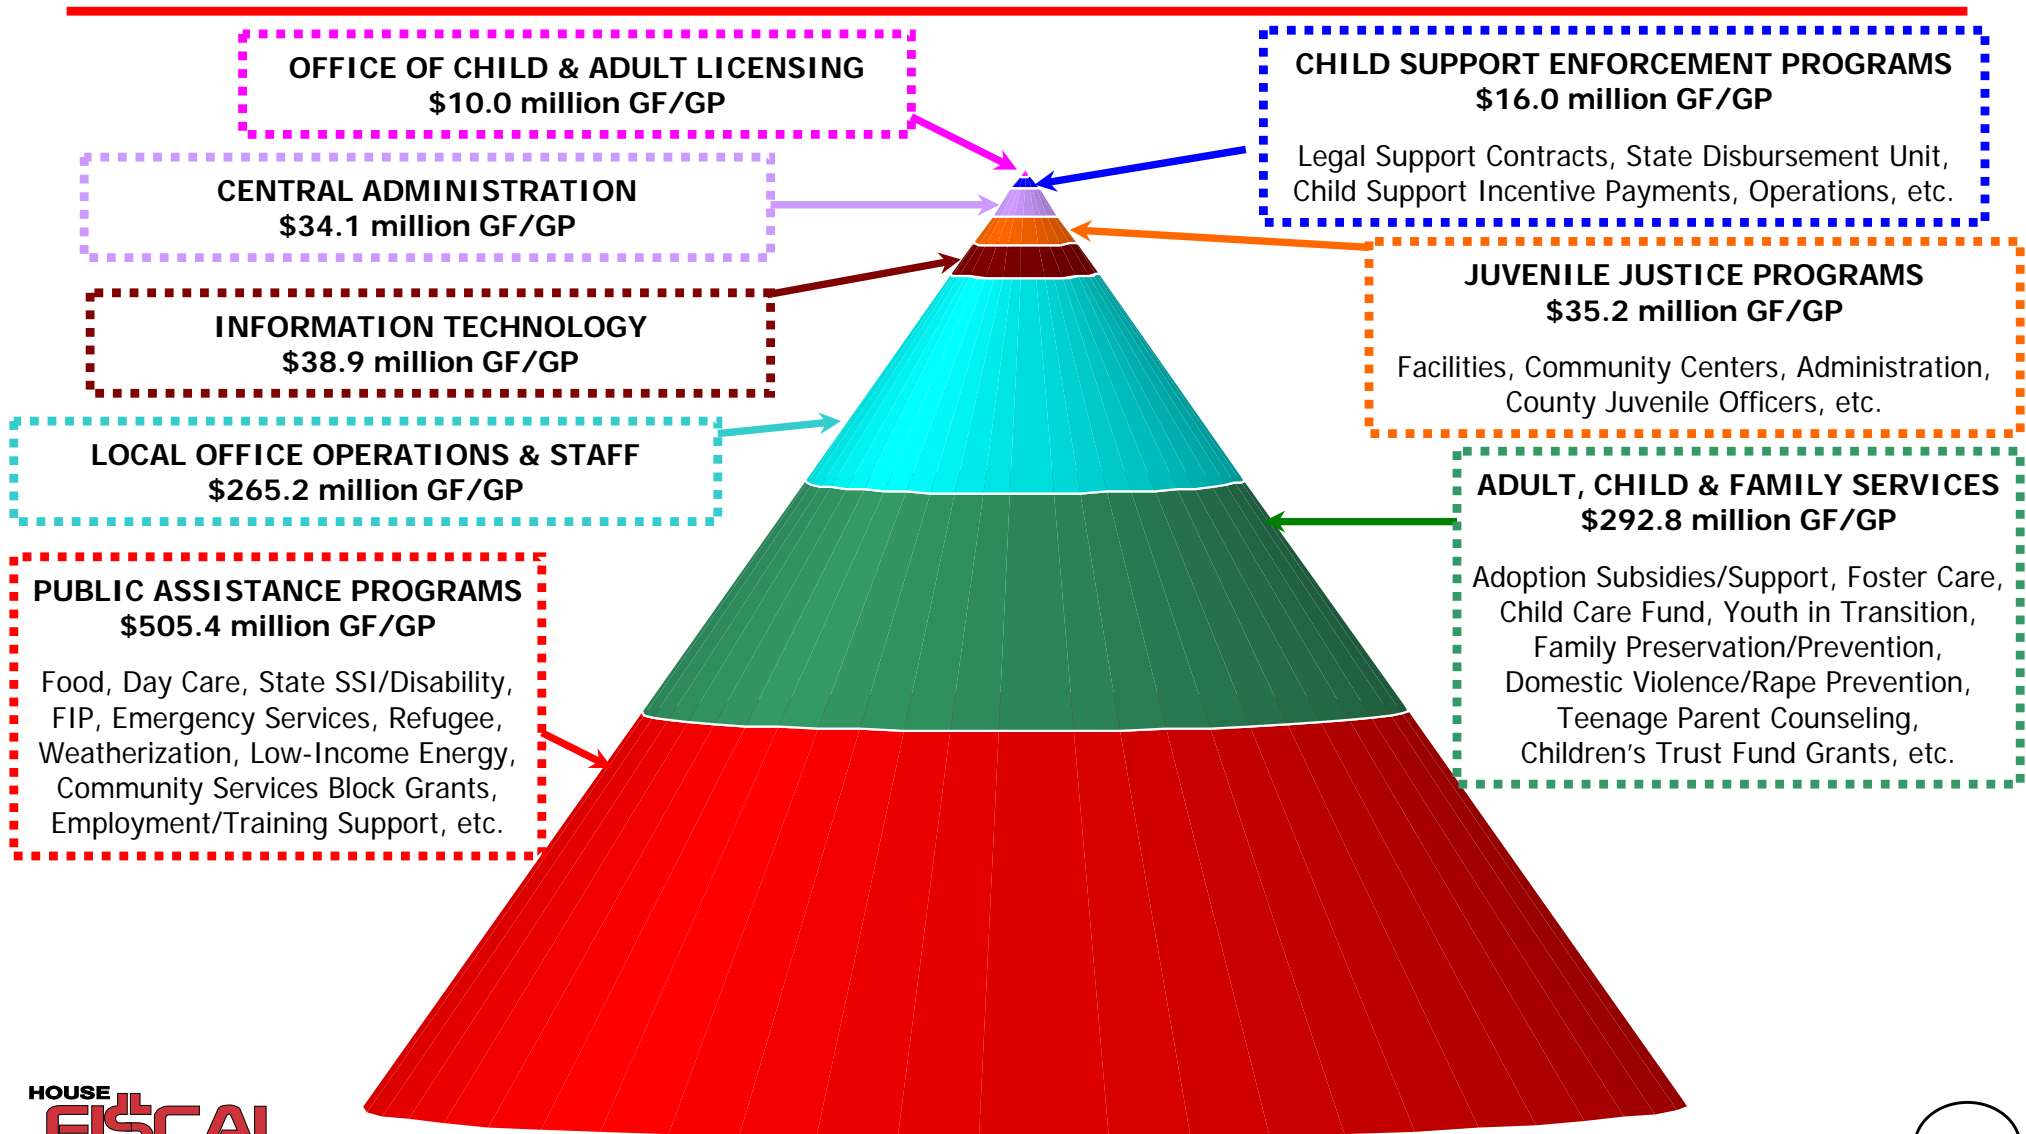 OFFICE OF CHILD & ADULT LICENSING
$10.0 million GF/GP
CHILD SUPPORT ENFORCEMENT PROGRAMS
$16.0 million GF/GP
Legal Support Contracts, State Disbursement Unit,
Child Support Incentive Payments, Operations, etc.
CENTRAL ADMINISTRATION
$34.1 million GF/GP
JUVENILE JUSTICE PROGRAMS
$35.2 million GF/GP
Facilities, Community Centers, Administration,
County Juvenile Officers, etc.
INFORMATION TECHNOLOGY
$38.9 million GF/GP
LOCAL OFFICE OPERATIONS & STAFF
$265.2 million GF/GP
ADULT, CHILD & FAMILY SERVICES
$292.8 million GF/GP
Adoption Subsidies/Support, Foster Care,
Child Care Fund, Youth in Transition,
Family Preservation/Prevention,
Domestic Violence/Rape Prevention,
Teenage Parent Counseling,
Children’s Trust Fund Grants, etc.
PUBLIC ASSISTANCE PROGRAMS
$505.4 million GF/GP
Food, Day Care, State SSI/Disability,
FIP, Emergency Services, Refugee,
Weatherization, Low-Income Energy,
Community Services Block Grants,
Employment/Training Support, etc.
HOUSE
FISCAL